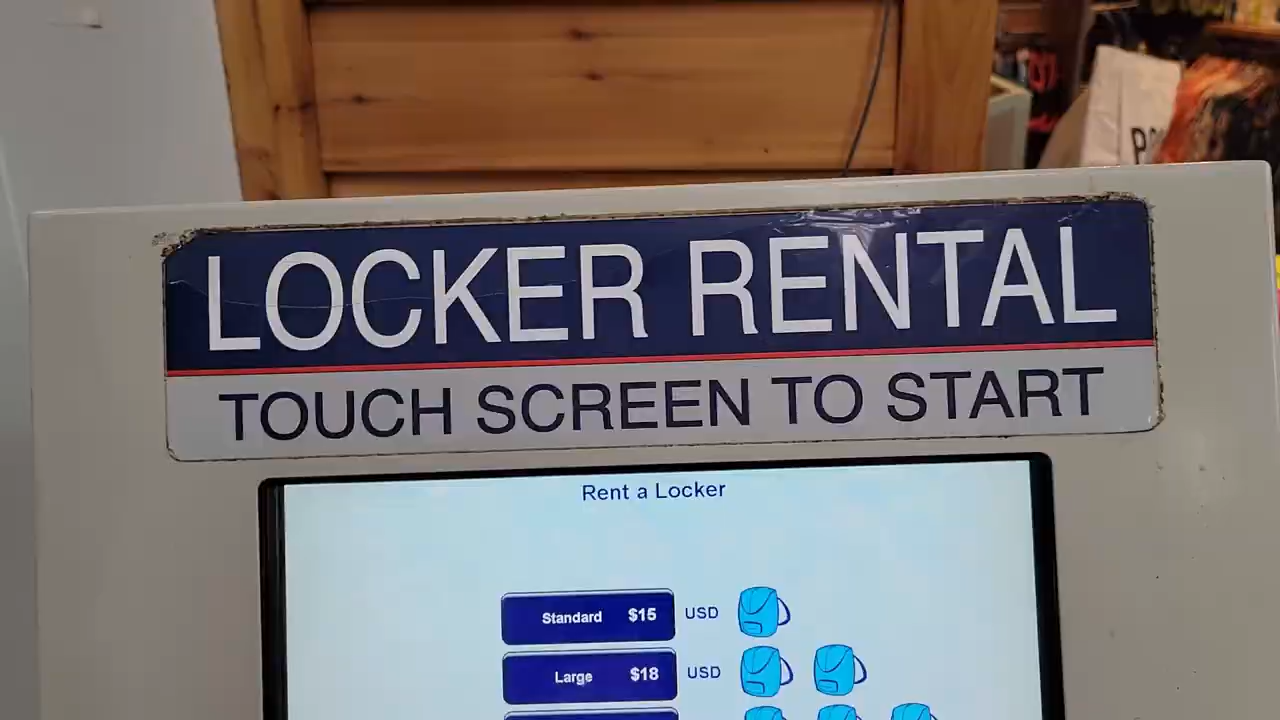 LOCKER RENTAL
TOUCH SCREEN TO START
Rent a Locker
Standard $15 USD
Large $18 USD